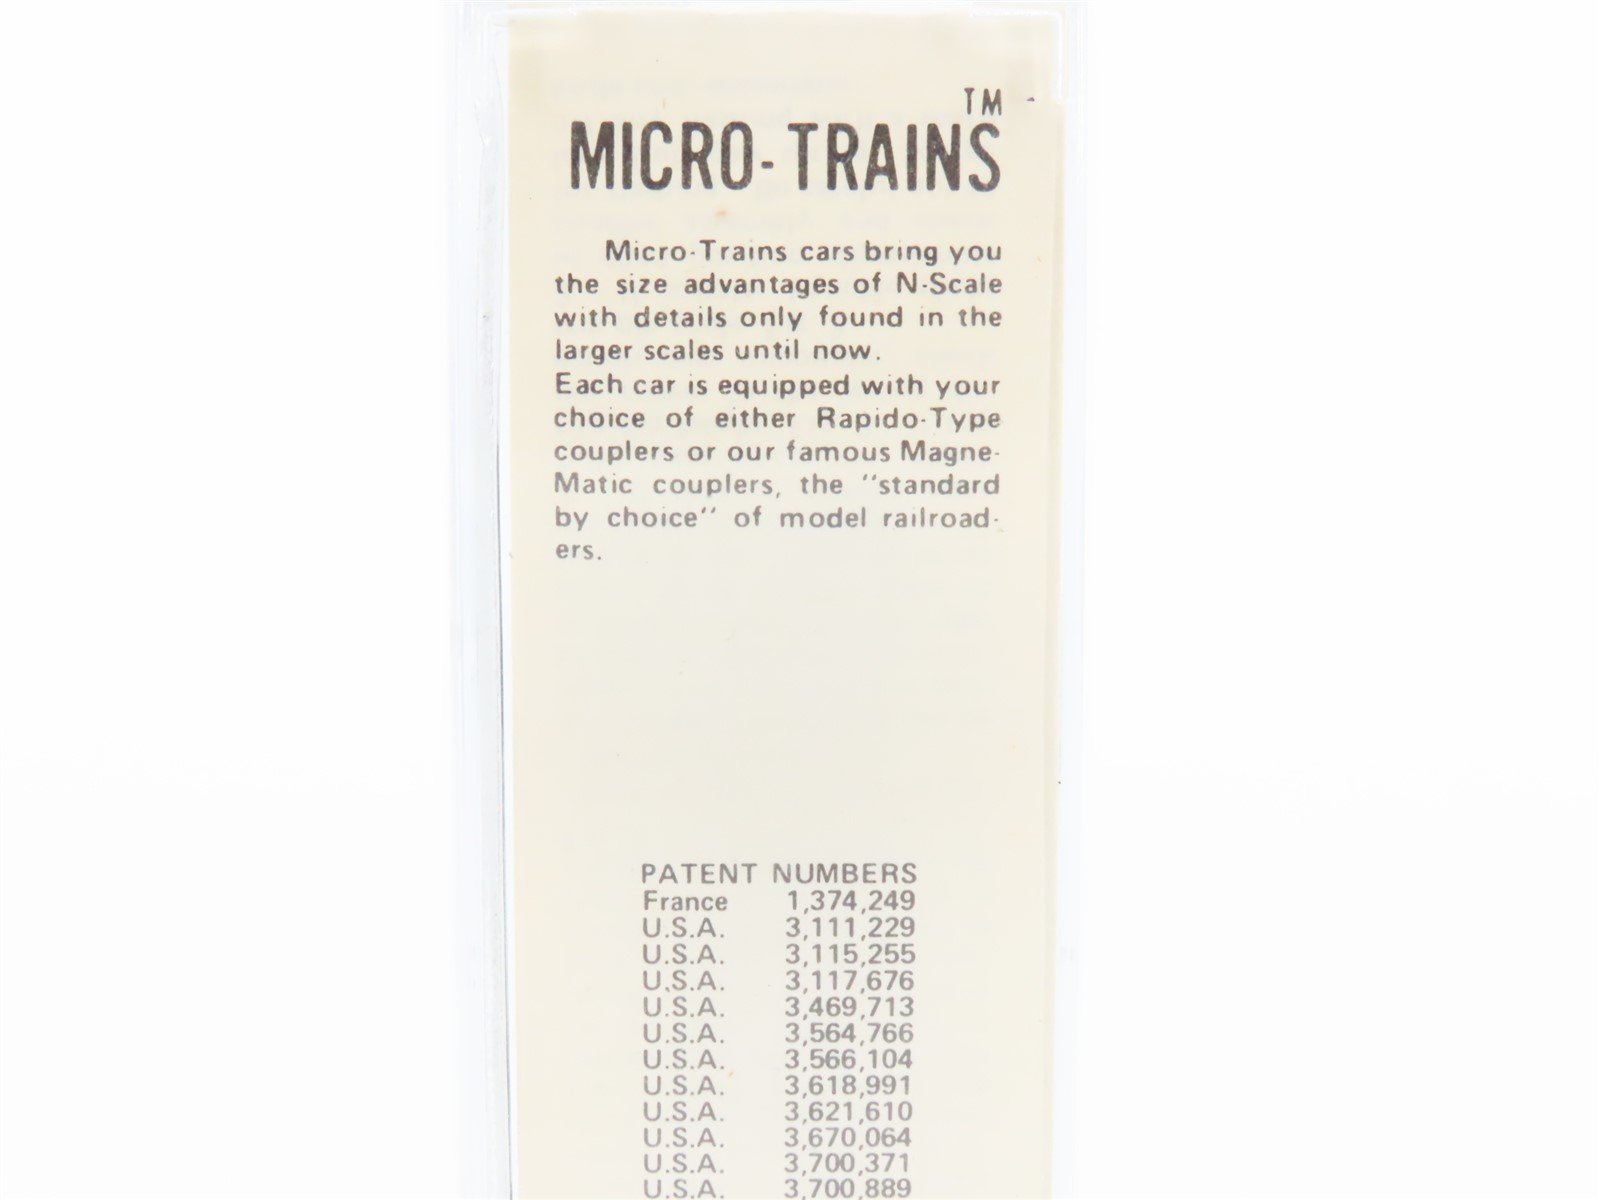 TM
MICRO-TRAINS
Micro-Trains cars bring you
the size advantages of N-Scale
with details only found in the
larger scales until now.
Each car is equipped with your
choice of either Rapido-Type
couplers or our famous Magne-
Matic couplers, the "standard
by choice" of model railroad-
ers.
PATENT NUMBERS
France 1,374,249
U.S.A. 3,111,229
U.S.A. 3,115,255
U.S.A. 3,117,676
U.S.A. 3,469,713
U.S.A. 3,564,766
U.S.A. 3,566,104
U.S.A. 3,618,991
U.S.A. 3,621,610
U.S.A. 3,670,064
U.S.A. 3,700,371
U.S.A. 3,700,889